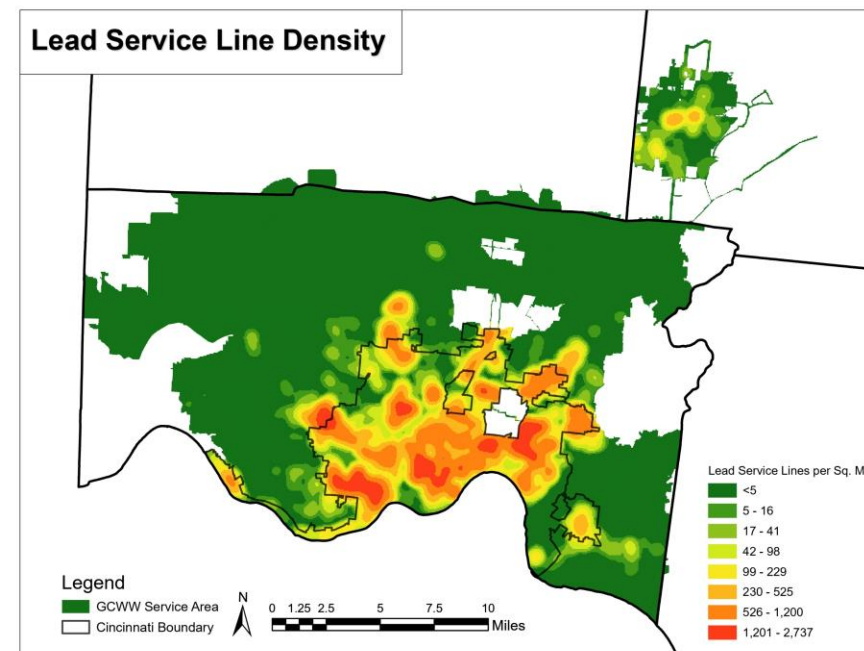 Lead Service Line Density
Lead Service Lines per Sq. M
<5
5 - 16
17 - 41
42 - 98
99 - 229
230 - 525
526 - 1,200
1,201 - 2,737
Legend
GCWW Service Area
Cincinnati Boundary
N
0 1.25 2.5 5 7.5 10
Miles